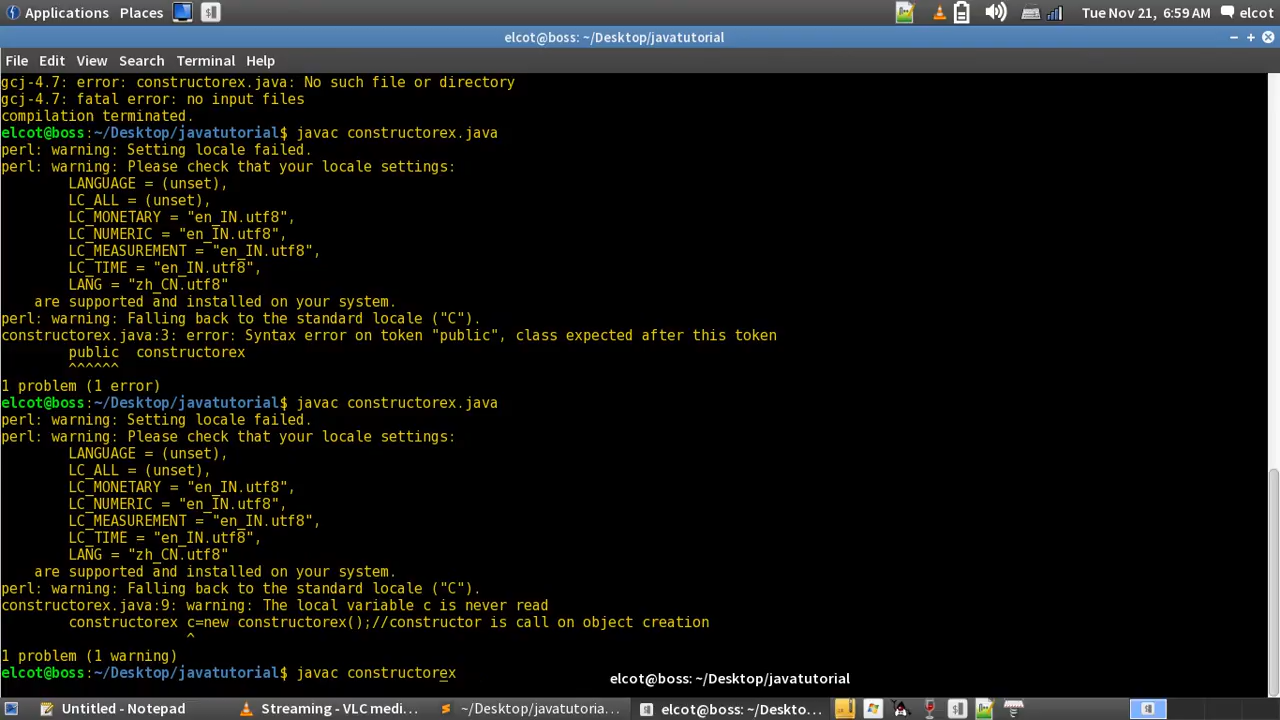 Applications Places Tue Nov 21, 6:59 AM elcot
elcot@boss: ~/Desktop/javatutorial
File Edit View Search Terminal Help
gcj-4.7: error: constructorex.java: No such file or directory
gcj-4.7: fatal error: no input files
compilation terminated.
elcot@boss:~/Desktop/javatutorial$ javac constructorex.java
perl: warning: Setting locale failed.
perl: warning: Please check that your locale settings:
LANGUAGE = (unset),
LC_ALL = (unset),
LC_MONETARY = "en_IN.utf8",
LC_NUMERIC = "en_IN.utf8",
LC_MEASUREMENT = "en_IN.utf8",
LC_TIME = "en_IN.utf8",
LANG = "zh_CN.utf8"
are supported and installed on your system.
perl: warning: Falling back to the standard locale ("C").
constructorex.java:3: error: Syntax error on token "public", class expected after this token
public  constructorex
^^^^^^
1 problem (1 error)
elcot@boss:~/Desktop/javatutorial$ javac constructorex.java
perl: warning: Setting locale failed.
perl: warning: Please check that your locale settings:
LANGUAGE = (unset),
LC_ALL = (unset),
LC_MONETARY = "en_IN.utf8",
LC_NUMERIC = "en_IN.utf8",
LC_MEASUREMENT = "en_IN.utf8",
LC_TIME = "en_IN.utf8",
LANG = "zh_CN.utf8"
are supported and installed on your system.
perl: warning: Falling back to the standard locale ("C").
constructorex.java:9: warning: The local variable c is never read
constructorex c=new constructorex();//constructor is call on object creation
^
1 problem (1 warning)
elcot@boss:~/Desktop/javatutorial$ javac constructorex
elcot@boss: ~/Desktop/javatutorial
Untitled - Notepad Streaming - VLC medi... ~/Desktop/javatutoria... elcot@boss: ~/Deskto...